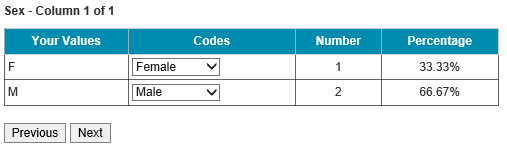 Sex - Column 1 of 1
Your Values Codes Number Percentage
F Female 1 33.33%
M Male 2 66.67%
Previous Next